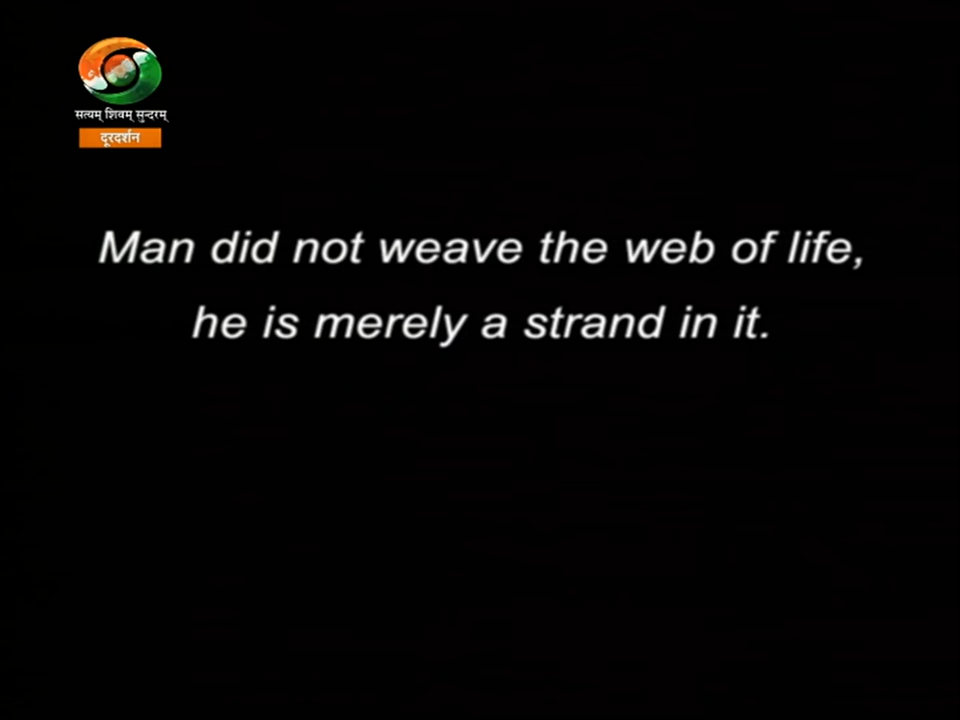 सत्यम् शिवम् सुन्दरम्
दूरदर्शन
Man did not weave the web of life,
he is merely a strand in it.